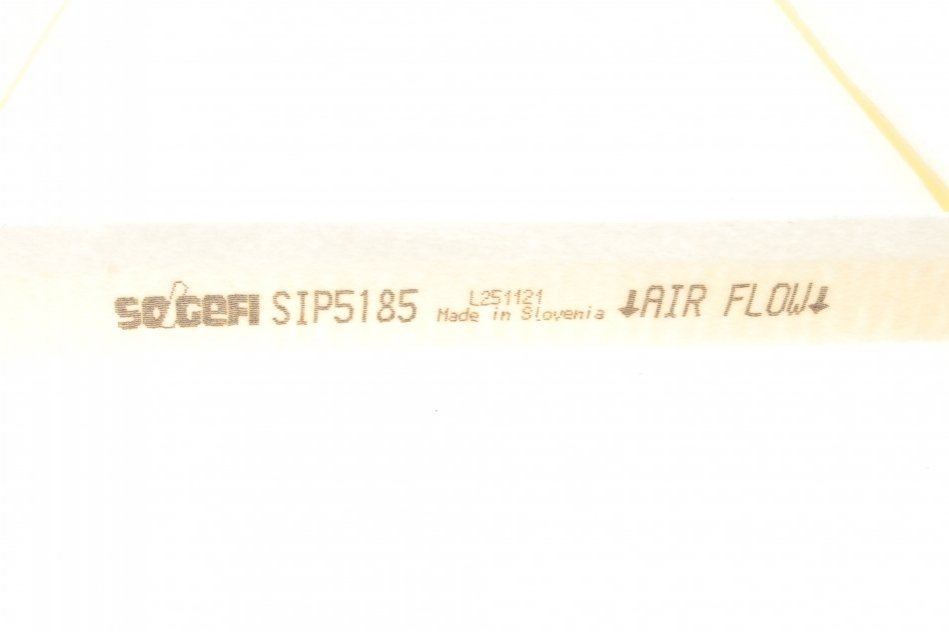 SOGEFI SIP5185 L251121 ↓AIR FLOW↓
Made in Slovenia